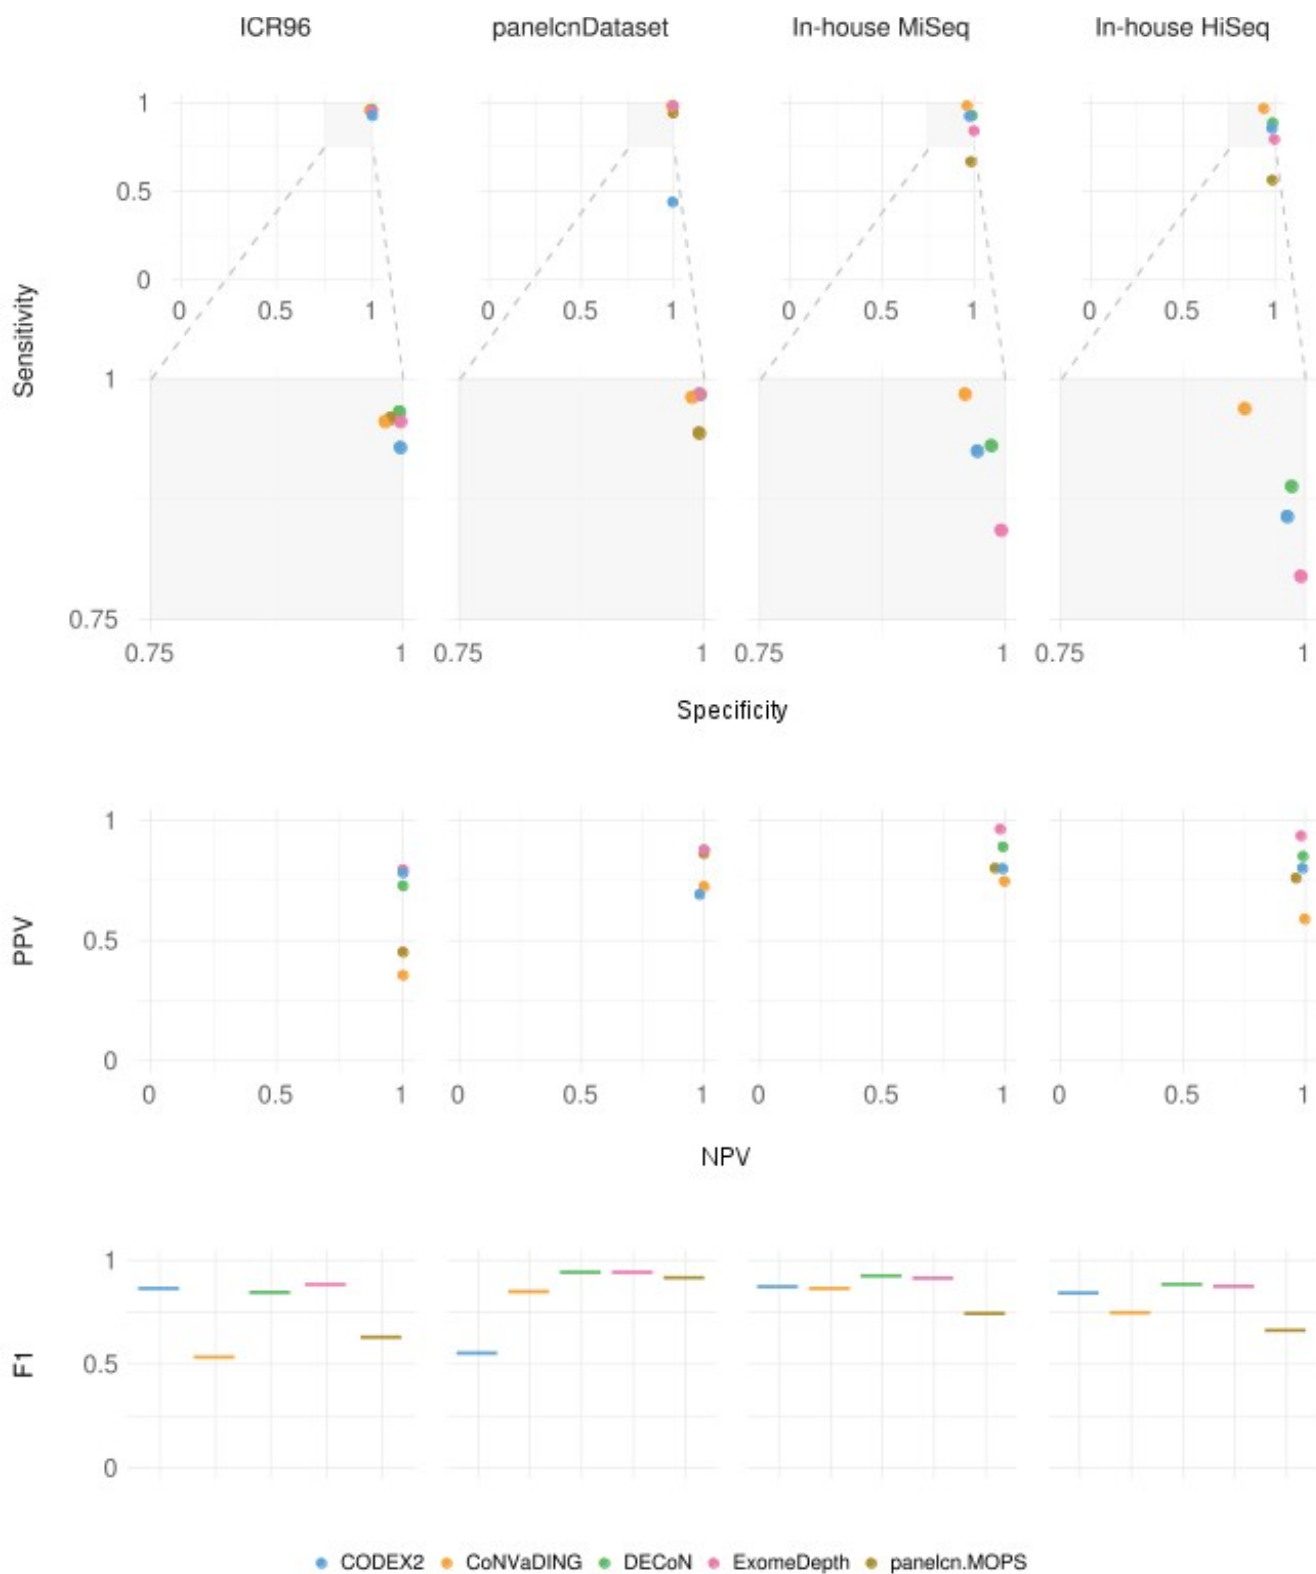 ICR96 panelcnDataset In-house MiSeq In-house HiSeq
1
0.5
0
0 0.5 1 0 0.5 1 0 0.5 1 0 0.5 1
Sensitivity
1
0.75
0.75 1 0.75 1 0.75 1 0.75 1
Specificity
1
PPV
0.5
0
0 0.5 1 0 0.5 1 0 0.5 1 0 0.5 1
NPV
1
F1
0.5
0
CODEX2 CoNVaDING DECoN ExomeDepth panelcn.MOPS